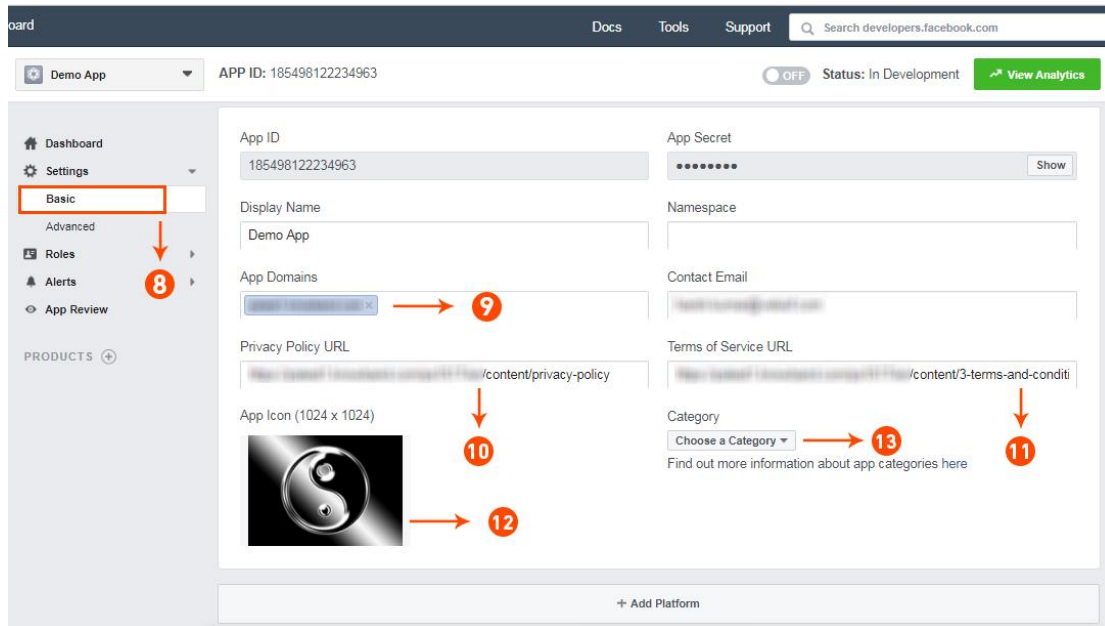 oard
Docs Tools Support Search developers.facebook.com
Demo App APP ID: 185498122234963 OFF Status: In Development View Analytics
Dashboard
Settings
Basic
Advanced
Roles
Alerts
App Review
PRODUCTS
8
App ID App Secret
185498122234963 Show
Display Name Namespace
Demo App
App Domains Contact Email
× 9
Privacy Policy URL Terms of Service URL
/content/privacy-policy /content/3-terms-and-conditi
10 11
App Icon (1024 x 1024) Category
Choose a Category 13
Find out more information about app categories here
12
+ Add Platform